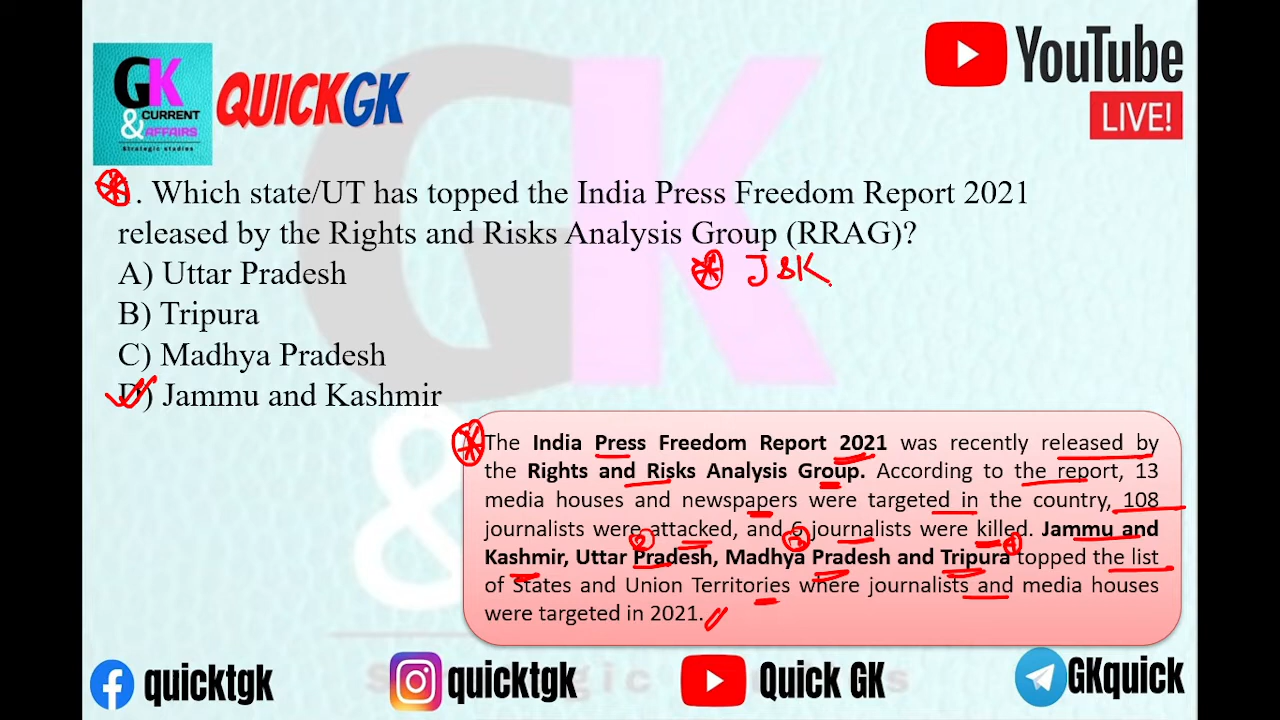 GK
CURRENT
& AFFAIRS
Strategic studies
QUICKGK
YouTube
LIVE!
. Which state/UT has topped the India Press Freedom Report 2021
released by the Rights and Risks Analysis Group (RRAG)?
J&K
A) Uttar Pradesh
B) Tripura
C) Madhya Pradesh
D) Jammu and Kashmir
The India Press Freedom Report 2021 was recently released by
the Rights and Risks Analysis Group. According to the report, 13
media houses and newspapers were targeted in the country, 108
journalists were attacked, and 6 journalists were killed. Jammu and
Kashmir, Uttar Pradesh, Madhya Pradesh and Tripura topped the list
of States and Union Territories where journalists and media houses
were targeted in 2021.
2
3
4
quicktgk
quicktgk
Quick GK
GKquick